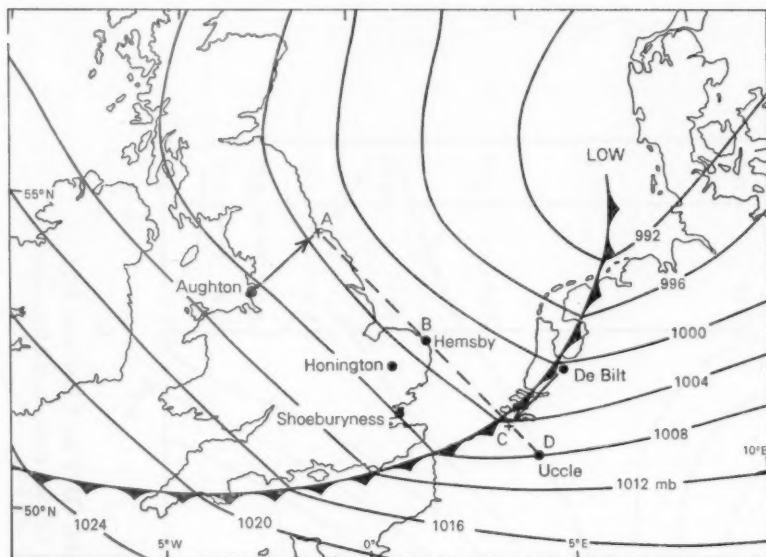 LOW
55°N
A
992
Aughton
996
B
Hemsby
1000
Honington
De Bilt
1004
Shoeburyness
C
D
1008
Uccle
10°E
1012 mb
50°N
1024
5°W
1020
0°
1016
5°E